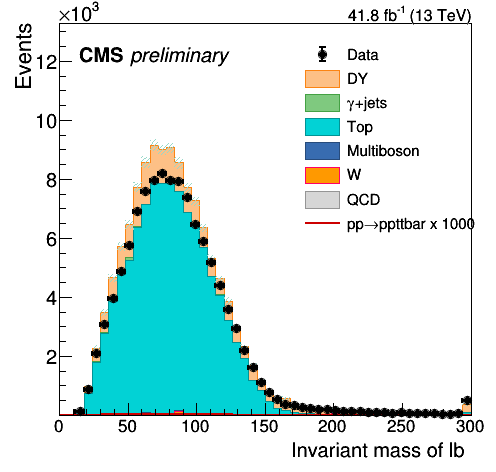 ×10³
41.8 fb⁻¹ (13 TeV)
Events
CMS preliminary
Data
DY
γ+jets
Top
Multiboson
W
QCD
pp→ppttbar x 1000
12
10
8
6
4
2
0 50 100 150 200 250 300
Invariant mass of lb